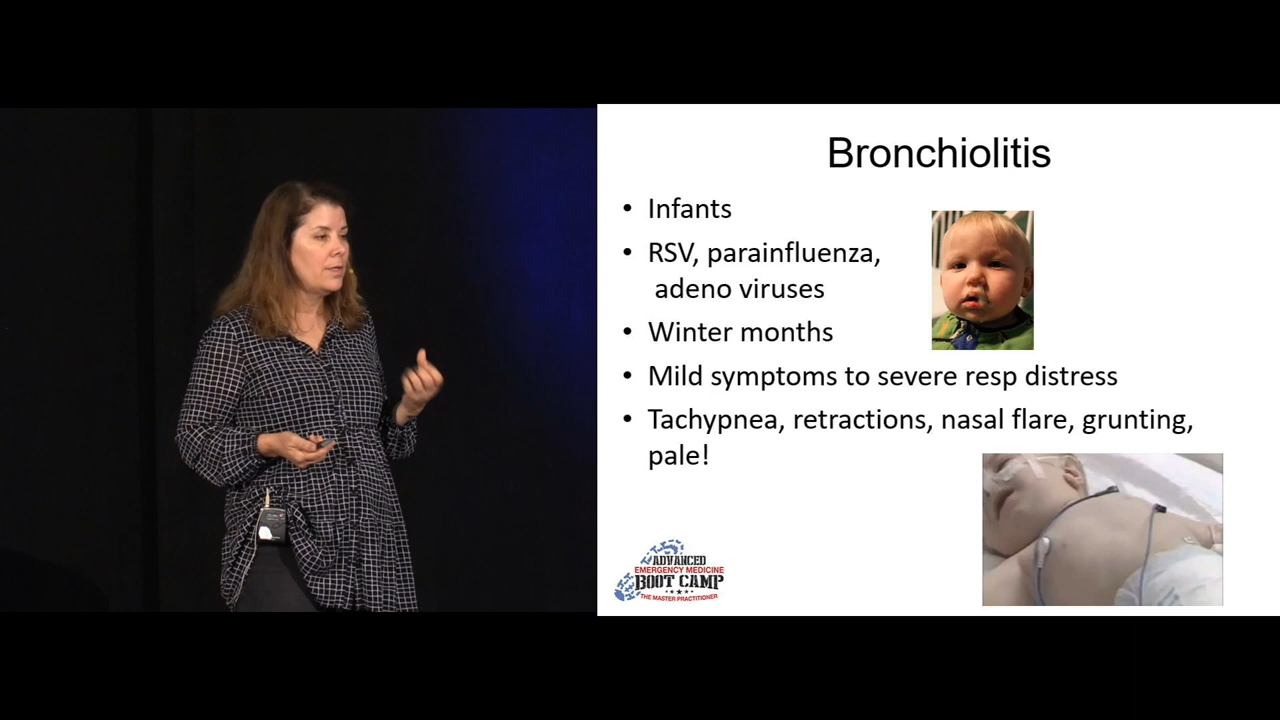 Bronchiolitis
• Infants
• RSV, parainfluenza,
adeno viruses
• Winter months
• Mild symptoms to severe resp distress
• Tachypnea, retractions, nasal flare, grunting,
pale!
ADVANCED
EMERGENCY MEDICINE
BOOT CAMP
THE MASTER PRACTITIONER